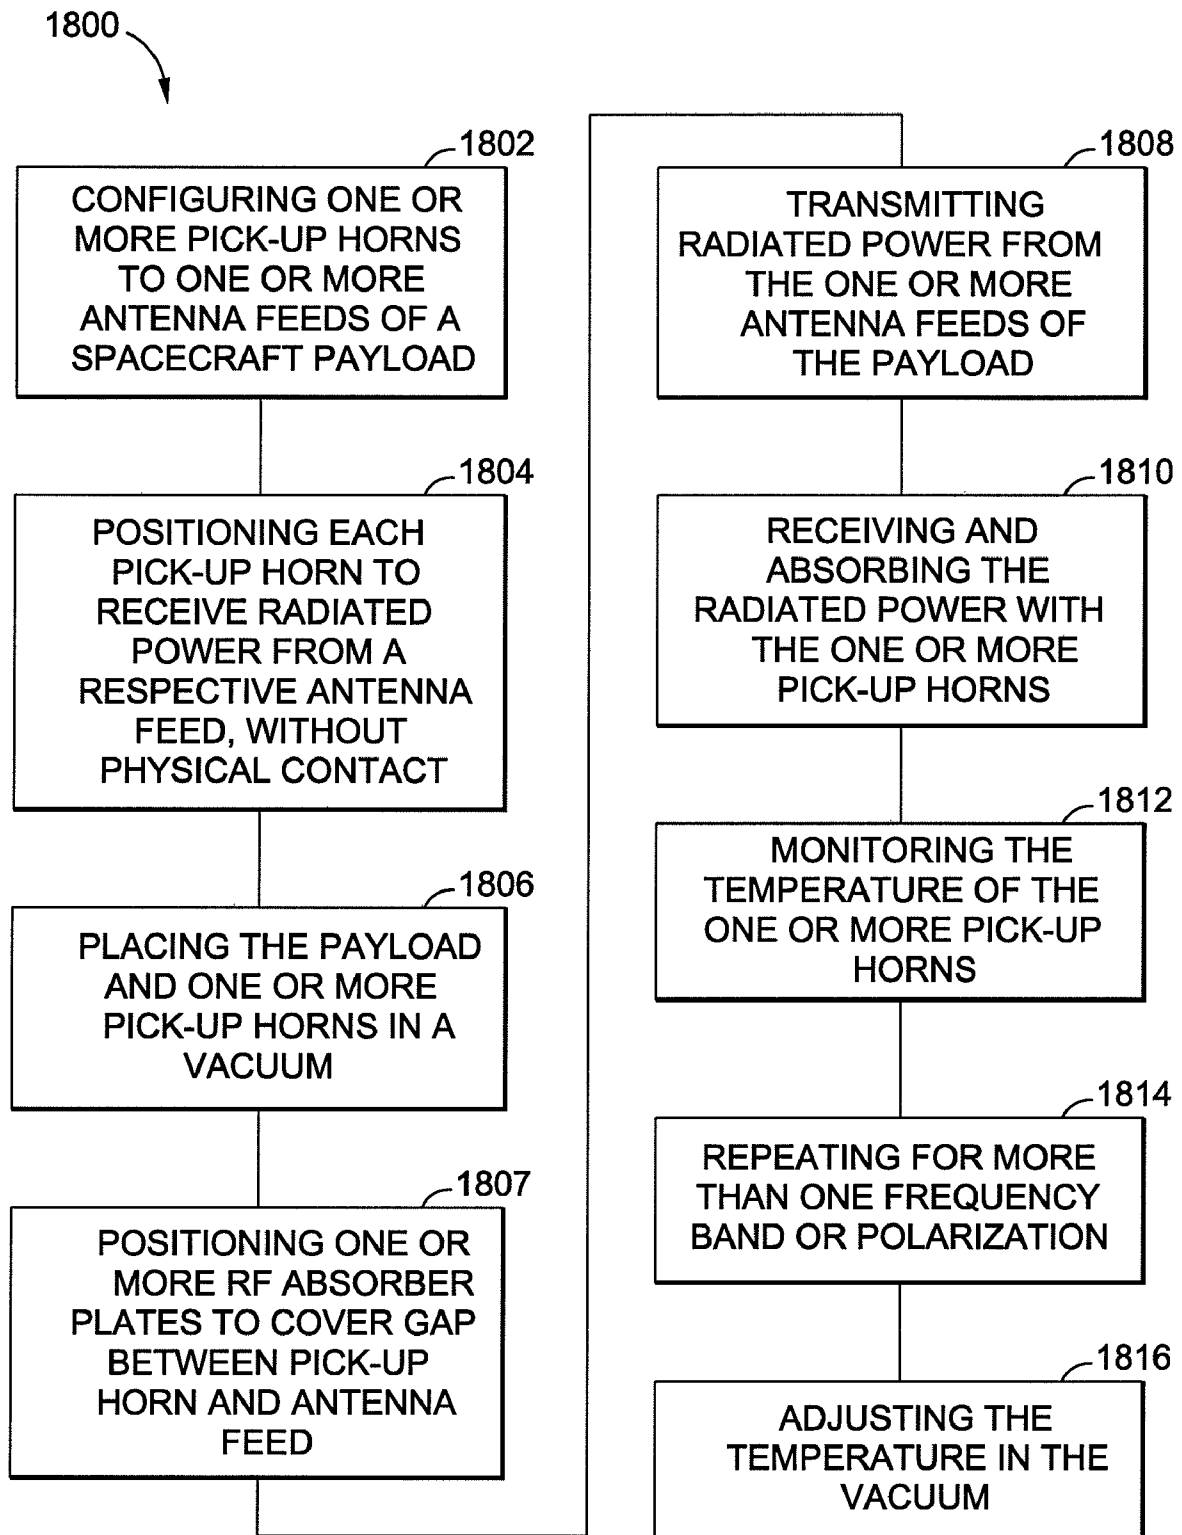 1800
1802
CONFIGURING ONE OR
MORE PICK-UP HORNS
TO ONE OR MORE
ANTENNA FEEDS OF A
SPACECRAFT PAYLOAD
1804
POSITIONING EACH
PICK-UP HORN TO
RECEIVE RADIATED
POWER FROM A
RESPECTIVE ANTENNA
FEED, WITHOUT
PHYSICAL CONTACT
1806
PLACING THE PAYLOAD
AND ONE OR MORE
PICK-UP HORNS IN A
VACUUM
1807
POSITIONING ONE OR
MORE RF ABSORBER
PLATES TO COVER GAP
BETWEEN PICK-UP
HORN AND ANTENNA
FEED
1808
TRANSMITTING
RADIATED POWER FROM
THE ONE OR MORE
ANTENNA FEEDS OF
THE PAYLOAD
1810
RECEIVING AND
ABSORBING THE
RADIATED POWER WITH
THE ONE OR MORE
PICK-UP HORNS
1812
MONITORING THE
TEMPERATURE OF THE
ONE OR MORE PICK-UP
HORNS
1814
REPEATING FOR MORE
THAN ONE FREQUENCY
BAND OR POLARIZATION
1816
ADJUSTING THE
TEMPERATURE IN THE
VACUUM